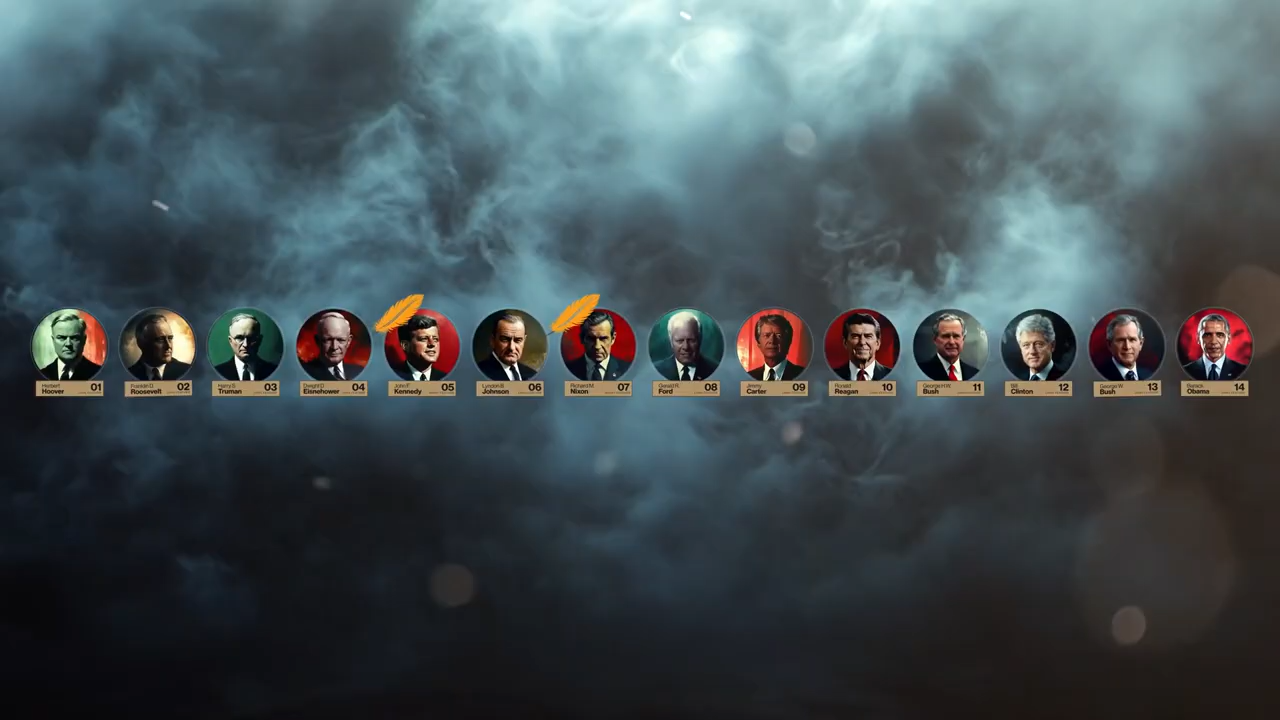 Herbert
Hoover 01
Franklin D.
Roosevelt 02
Harry S
Truman 03
Dwight D.
Eisnehower 04
John F.
Kennedy 05
Lyndon B.
Johnson 06
Richard M.
Nixon 07
Gerald R.
Ford 08
Jimmy
Carter 09
Ronald
Reagan 10
George H.W.
Bush 11
Bill
Clinton 12
George W.
Bush 13
Barack
Obama 14